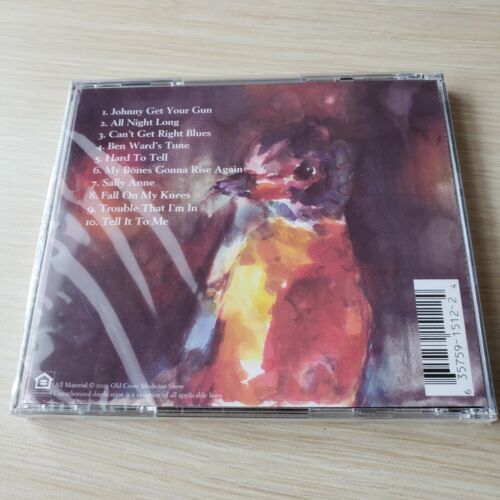 1. Johnny Get Your Gun
2. All Night Long
3. Can't Get Right Blues
4. Ben Ward's Tune
5. Hard To Tell
6. My Bones Gonna Rise Again
7. Sally Anne
8. Fall On My Knees
9. Trouble That I'm In
10. Tell It To Me
All Material © Old Crow Medicine Show
Unauthorized duplication is a violation of all applicable laws
6 35759-1512-2 4